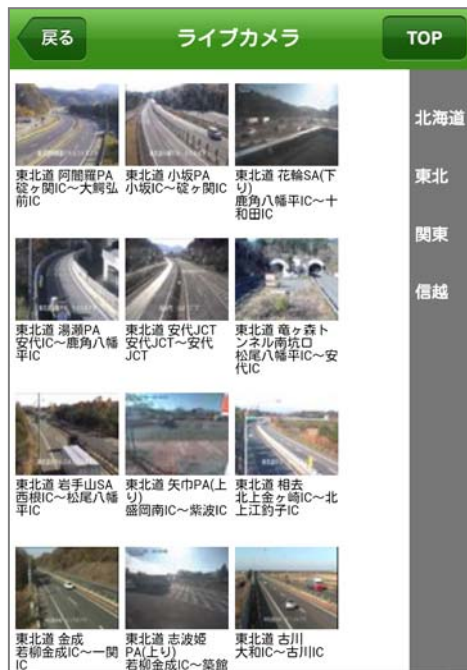 戻る
ライブカメラ
TOP
北海道
東北
関東
信越
東北道 阿闍羅PA
碇ヶ関IC～大鰐弘
前IC
東北道 小坂PA
小坂IC～碇ヶ関IC
東北道 花輪SA(下
り)
鹿角八幡平IC～十
和田IC
東北道 湯瀬PA
安代IC～鹿角八幡
平IC
東北道 安代JCT
安代JCT～安代
JCT
東北道 竜ヶ森ト
ンネル南坑口
松尾八幡平IC～安
代IC
東北道 岩手山SA
西根IC～松尾八幡
平IC
東北道 矢巾PA(上
り)
盛岡南IC～紫波IC
東北道 相去
北上金ヶ崎IC～北
上江釣子IC
東北道 金成
若柳金成IC～一関
IC
東北道 志波姫
PA(上り)
若柳金成IC～築館
東北道 古川
大和IC～古川IC